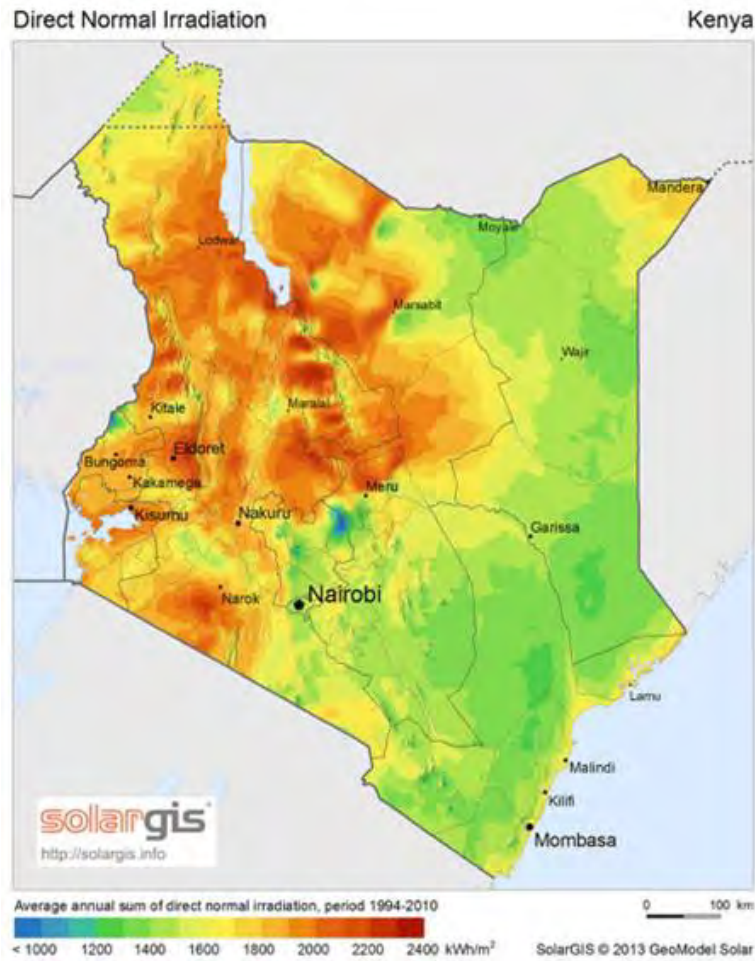 Direct Normal Irradiation Kenya
Mandera
Moyale
Lodwar
Marsabit
Wajir
Maralal
Kitale
Eldoret
Bungoma
Kakamega
Meru
Kisumu
Nakuru
Garissa
Narok
Nairobi
Lamu
Malindi
Kilifi
Mombasa
solargis
http://solargis.info
Average annual sum of direct normal irradiation, period 1994-2010
0 100 km
< 1000 1200 1400 1600 1800 2000 2200 2400 kWh/m²
SolarGIS © 2013 GeoModel Solar